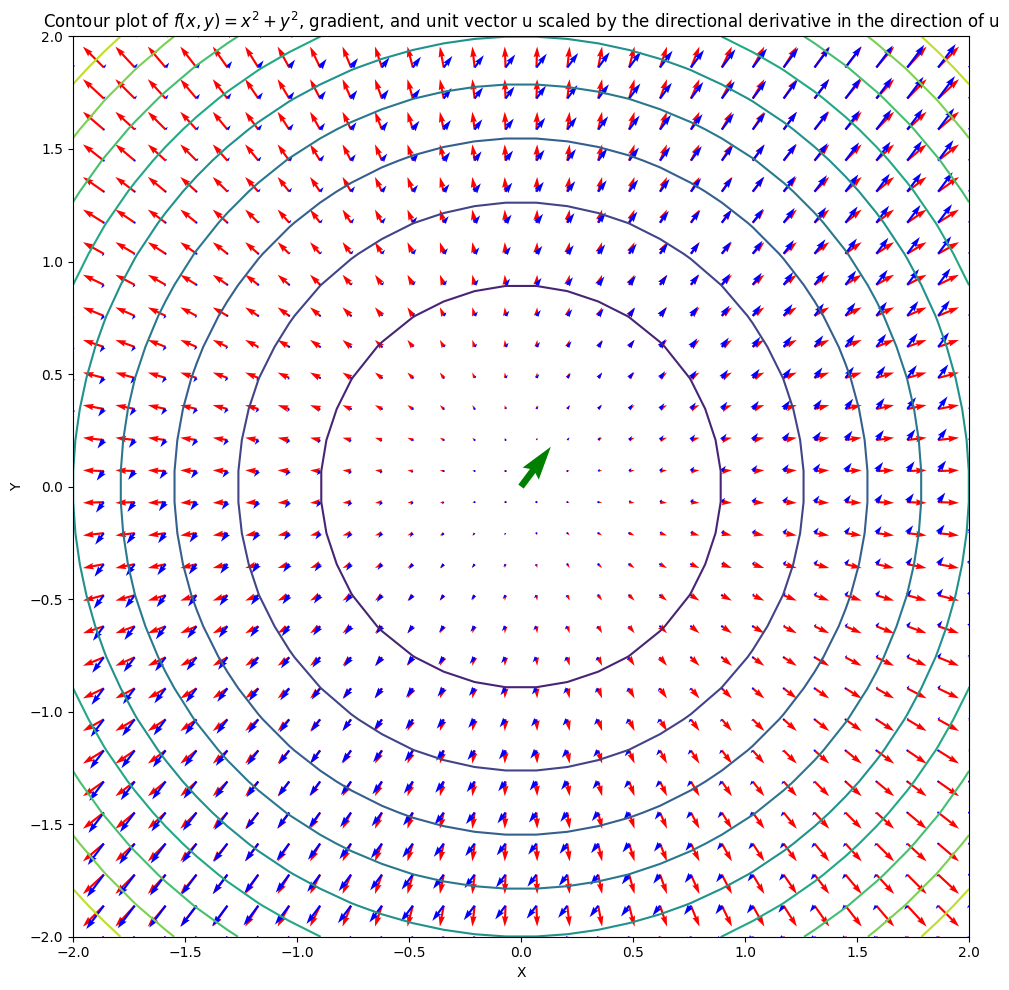 Contour plot of f(x, y) = x² + y², gradient, and unit vector u scaled by the directional derivative in the direction of u
2.0
1.5
1.0
0.5
0.0
−0.5
−1.0
−1.5
−2.0
Y
−2.0 −1.5 −1.0 −0.5 0.0 0.5 1.0 1.5 2.0
X